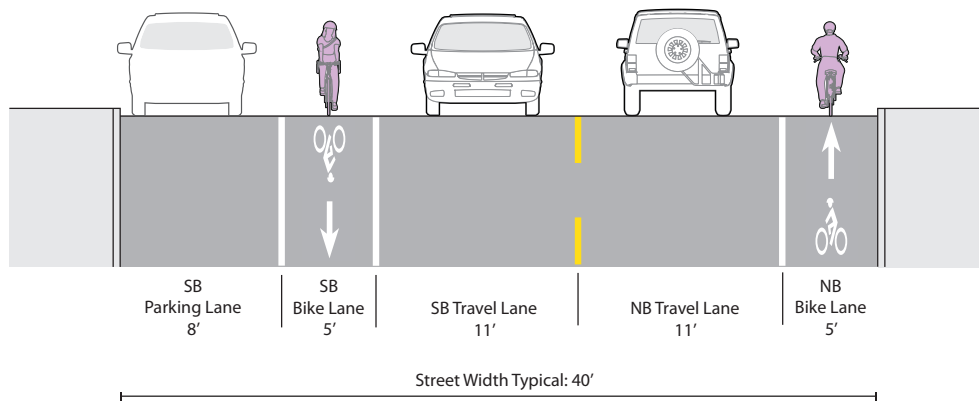 SB
Parking Lane
8’
SB
Bike Lane
5’
SB Travel Lane
11’
NB Travel Lane
11’
NB
Bike Lane
5’
Street Width Typical: 40’